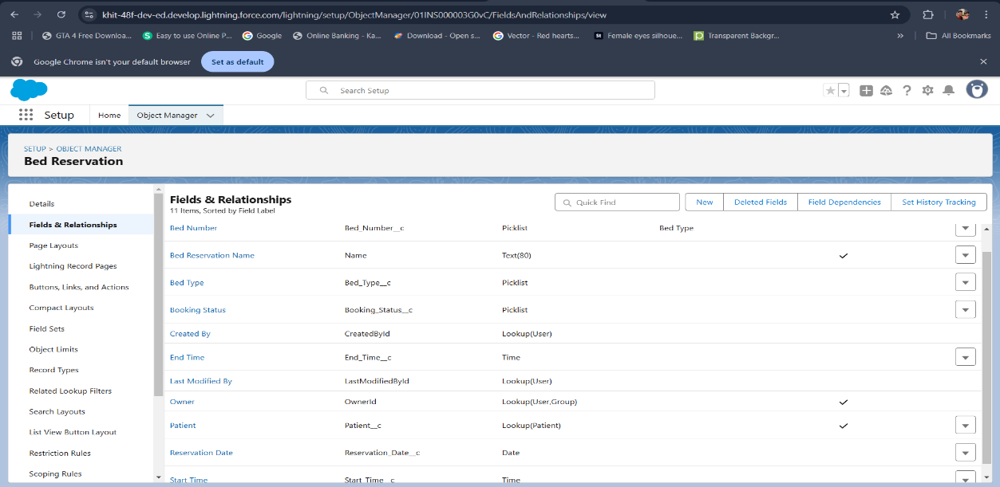 khit-48f-dev-ed.develop.lightning.force.com/lightning/setup/ObjectManager/01INS000003G0vC/FieldsAndRelationships/view
GTA 4 Free Downloa... Easy to use Online P... Google Online Banking - Ka... Download - Open s... Vector - Red hearts... St Female eyes silhoue... Transparent Backgr... » All Bookmarks
Google Chrome isn't your default browser Set as default
Search Setup
Setup Home Object Manager
SETUP > OBJECT MANAGER
Bed Reservation
Details
Fields & Relationships
Page Layouts
Lightning Record Pages
Buttons, Links, and Actions
Compact Layouts
Field Sets
Object Limits
Record Types
Related Lookup Filters
Search Layouts
List View Button Layout
Restriction Rules
Scoping Rules
Fields & Relationships
11 Items, Sorted by Field Label
Quick Find New Deleted Fields Field Dependencies Set History Tracking
Bed Number Bed_Number__c Picklist Bed Type
Bed Reservation Name Name Text(80)
Bed Type Bed_Type__c Picklist
Booking Status Booking_Status__c Picklist
Created By CreatedById Lookup(User)
End Time End_Time__c Time
Last Modified By LastModifiedById Lookup(User)
Owner OwnerId Lookup(User,Group)
Patient Patient__c Lookup(Patient)
Reservation Date Reservation_Date__c Date
Start Time Start_Time__c Time